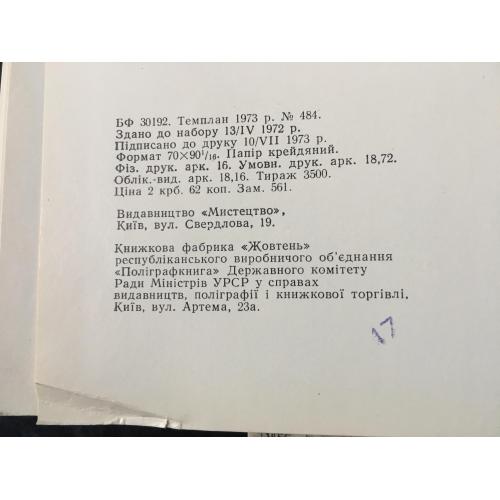 БФ 30192. Темплан 1973 р. № 484.
Здано до набору 13/IV 1972 р.
Підписано до друку 10/VII 1973 р.
Формат 70×90¹/₁₆. Папір крейдяний.
Фіз. друк. арк. 16. Умовн. друк. арк. 18,72.
Облік.-вид. арк. 18,16. Тираж 3500.
Ціна 2 крб. 62 коп. Зам. 561.
Видавництво «Мистецтво»,
Київ, вул. Свердлова, 19.
Книжкова фабрика «Жовтень»
республіканського виробничого об'єднання
«Поліграфкнига» Державного комітету
Ради Міністрів УРСР у справах
видавництв, поліграфії і книжкової торгівлі,
Київ, вул. Артема, 23а.
17